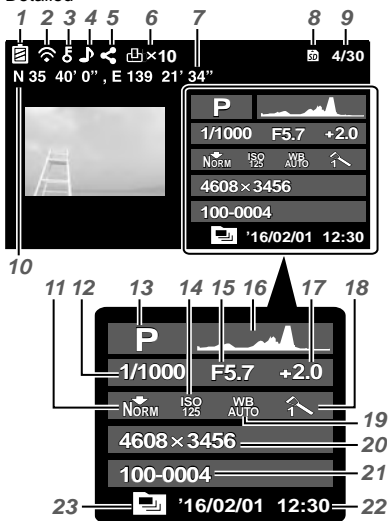 Detailed
1 2 3 4 5 6 7 8 9
×10 SD 4/30
N 35 40' 0", E 139 21' 34"
P
1/1000 F5.7 +2.0
NORM ISO 125 WB AUTO 1
4608×3456
100-0004
'16/02/01 12:30
10
11 12 13 14 15 16 17 18
P
1/1000 F5.7 +2.0
NORM ISO 125 WB AUTO 1
19
4608×3456
20
100-0004
21
'16/02/01 12:30
23 22